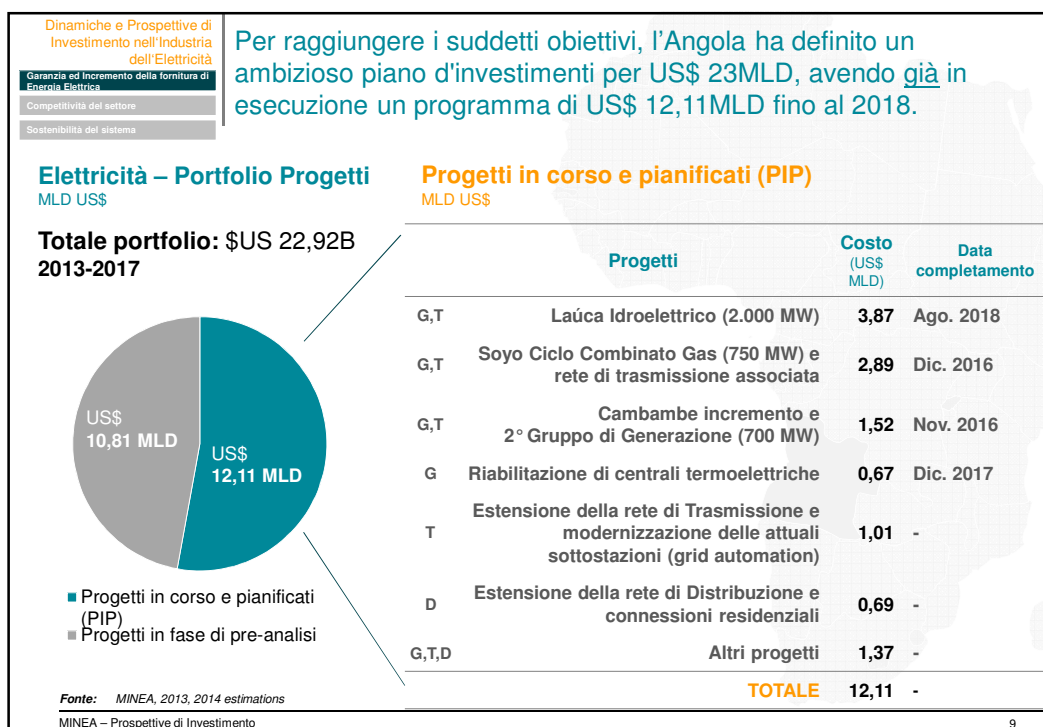 Dinamiche e Prospettive di
Investimento nell'Industria
dell'Elettricità
Garanzia ed Incremento della fornitura di
Energia Elettrica
Competitività del settore
Sostenibilità del sistema
Per raggiungere i suddetti obiettivi, l'Angola ha definito un
ambizioso piano d'investimenti per US$ 23MLD, avendo già in
esecuzione un programma di US$ 12,11MLD fino al 2018.
Elettricità – Portfolio Progetti
MLD US$
Totale portfolio: $US 22,92B
2013-2017
US$
10,81 MLD
US$
12,11 MLD
Progetti in corso e pianificati
(PIP)
Progetti in fase di pre-analisi
Progetti in corso e pianificati (PIP)
MLD US$
Progetti
Costo
(US$
MLD)
Data
completamento
G,T Laúca Idroelettrico (2.000 MW) 3,87 Ago. 2018
G,T Soyo Ciclo Combinato Gas (750 MW) e
rete di trasmissione associata 2,89 Dic. 2016
G,T Cambambe incremento e
2° Gruppo di Generazione (700 MW) 1,52 Nov. 2016
G Riabilitazione di centrali termoelettriche 0,67 Dic. 2017
T Estensione della rete di Trasmissione e
modernizzazione delle attuali 1,01 -
sottostazioni (grid automation)
D Estensione della rete di Distribuzione e
connessioni residenziali 0,69 -
G,T,D Altri progetti 1,37 -
TOTALE 12,11 -
Fonte: MINEA, 2013, 2014 estimations
MINEA – Prospettive di Investimento
9